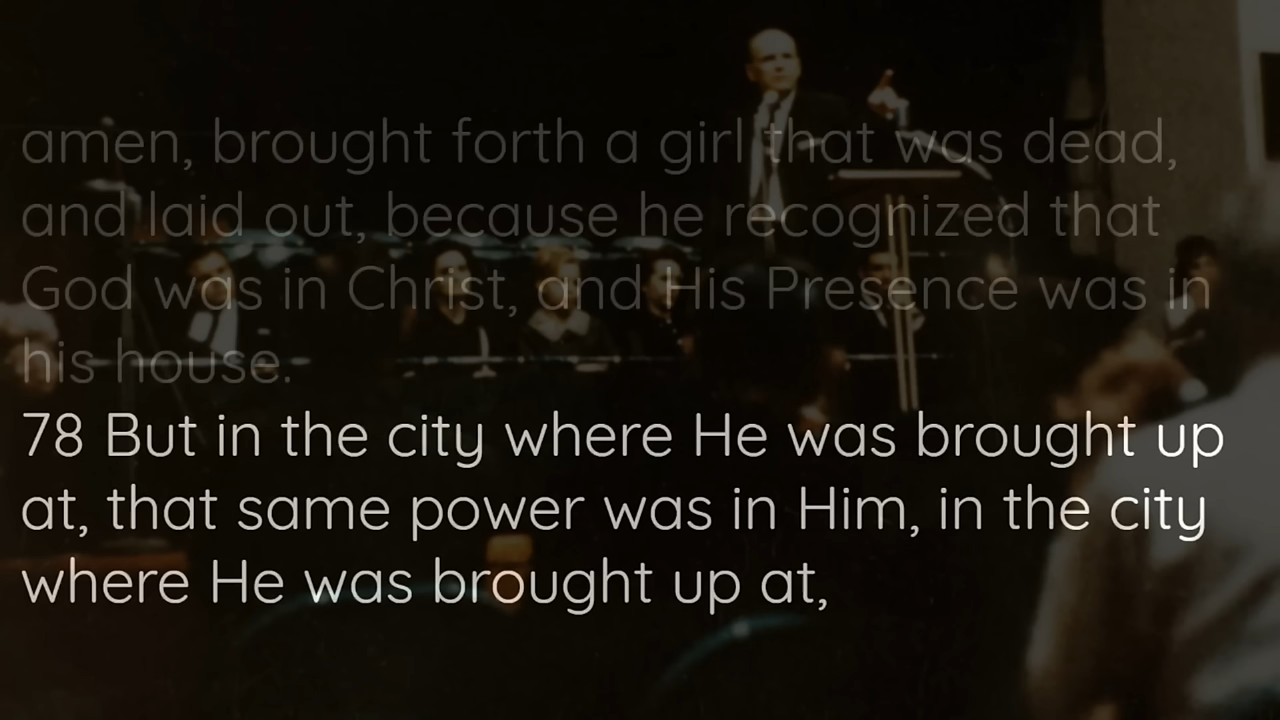 amen, brought forth a girl that was dead,
and laid out, because he recognized that
God was in Christ, and His Presence was in
his house.
78 But in the city where He was brought up
at, that same power was in Him, in the city
where He was brought up at,